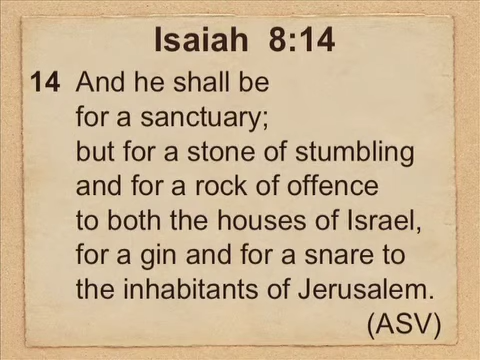 Isaiah 8:14
14 And he shall be
for a sanctuary;
but for a stone of stumbling
and for a rock of offence
to both the houses of Israel,
for a gin and for a snare to
the inhabitants of Jerusalem.
(ASV)